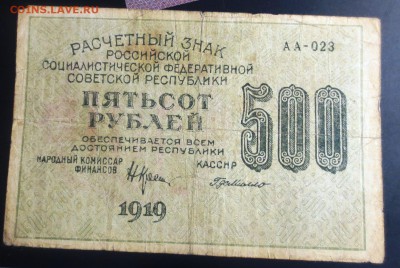 COINS.LAVE.RU
РАСЧЕТНЫЙ ЗНАК
РОССИЙСКОЙ
СОЦИАЛИСТИЧЕСКОЙ ФЕДЕРАТИВНОЙ
СОВЕТСКОЙ РЕСПУБЛИКИ
АА-023
ПЯТЬСОТ
РУБЛЕЙ
500
ОБЕСПЕЧИВАЕТСЯ ВСЕМ
ДОСТОЯНИЕМ РЕСПУБЛИКИ
НАРОДНЫЙ КОМИССАР
ФИНАНСОВ
КАССИР
1919